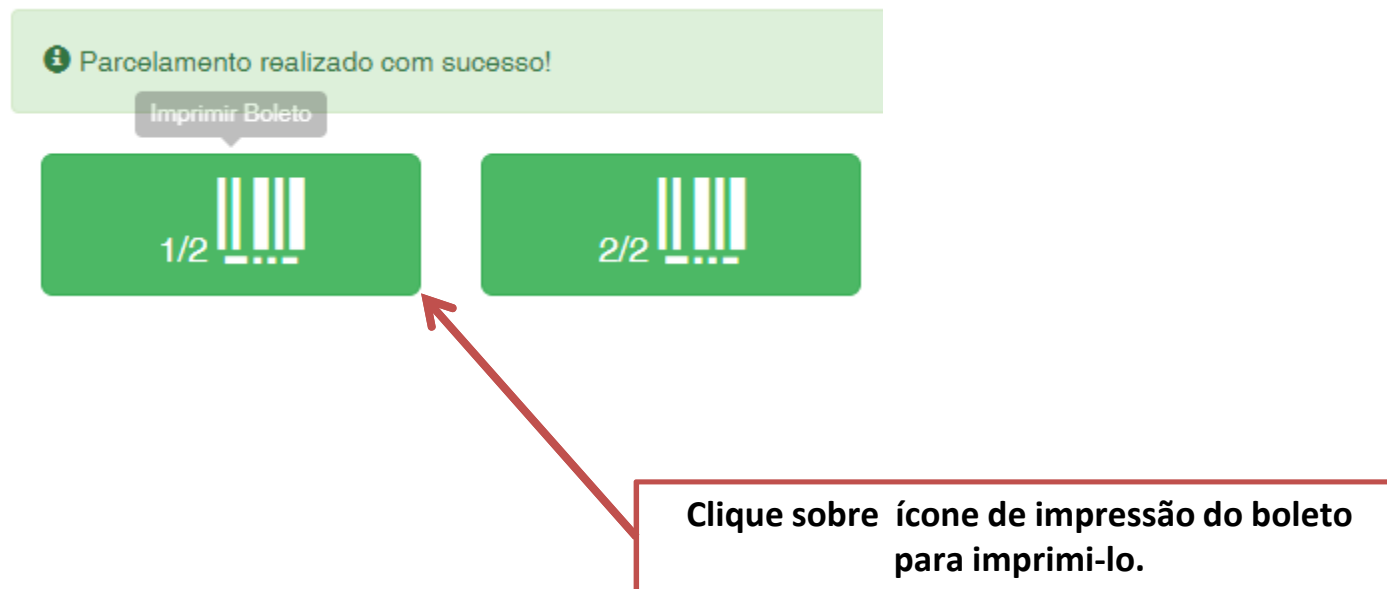 Parcelamento realizado com sucesso!
Imprimir Boleto
1/2
2/2
Clique sobre ícone de impressão do boleto
para imprimi-lo.